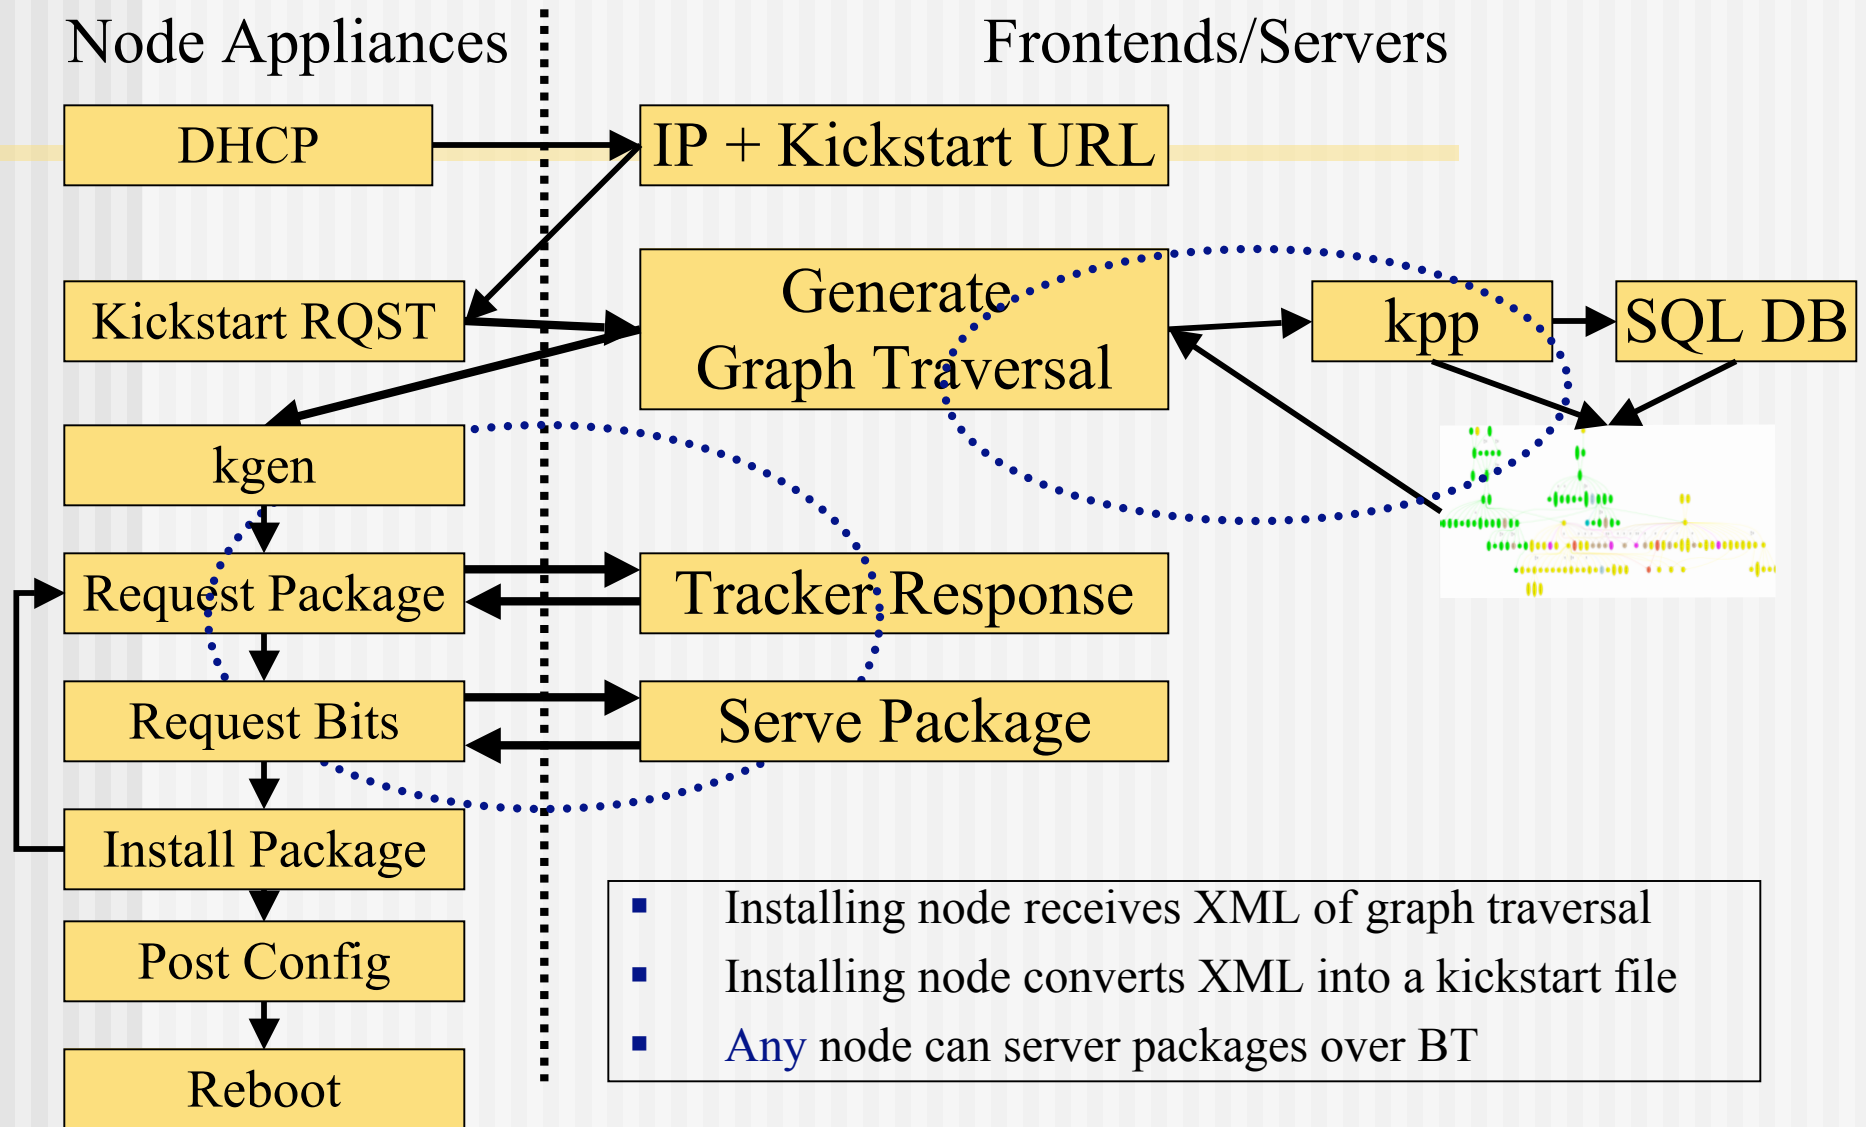 Node Appliances
Frontends/Servers
DHCP
IP + Kickstart URL
Kickstart RQST
Generate
Graph Traversal
kpp
SQL DB
kgen
Request Package
Tracker Response
Request Bits
Serve Package
Install Package
Post Config
Reboot
Installing node receives XML of graph traversal
Installing node converts XML into a kickstart file
Any node can server packages over BT